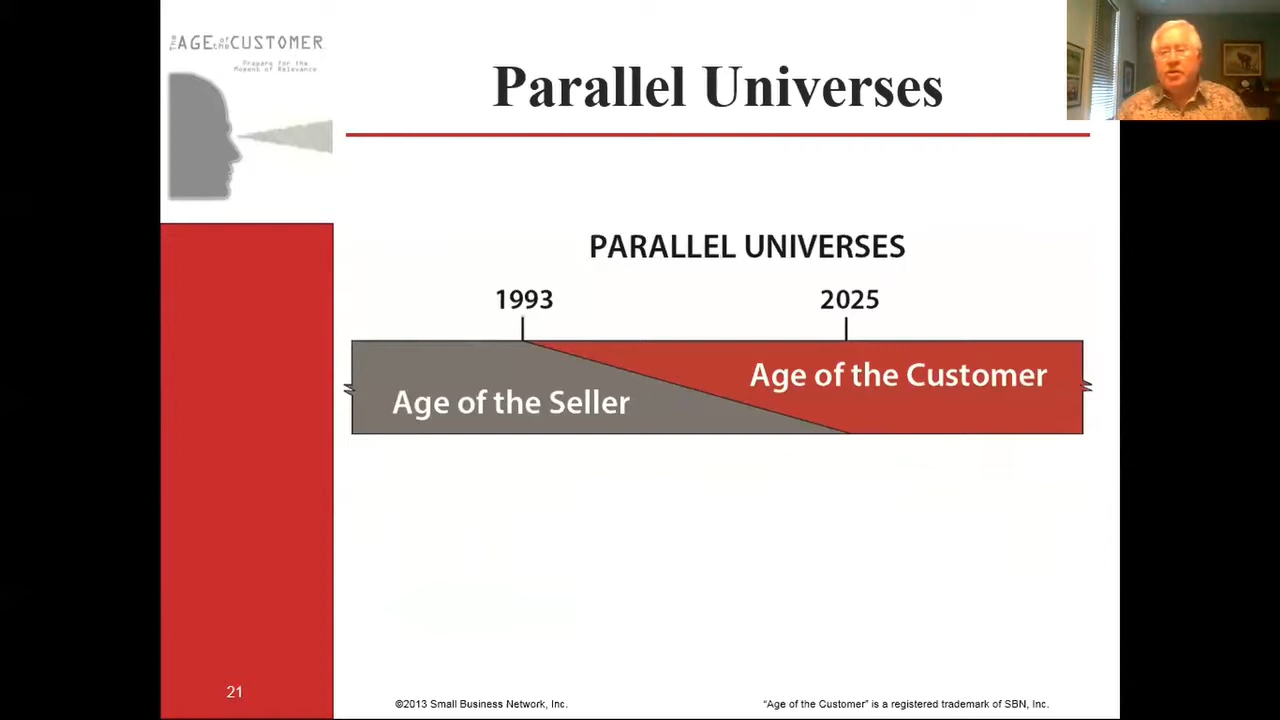 The AGE of the CUSTOMER
Prepare for the
Moment of Relevance
Parallel Universes
PARALLEL UNIVERSES
1993 2025
Age of the Seller
Age of the Customer
21
©2013 Small Business Network, Inc.
“Age of the Customer” is a registered trademark of SBN, Inc.